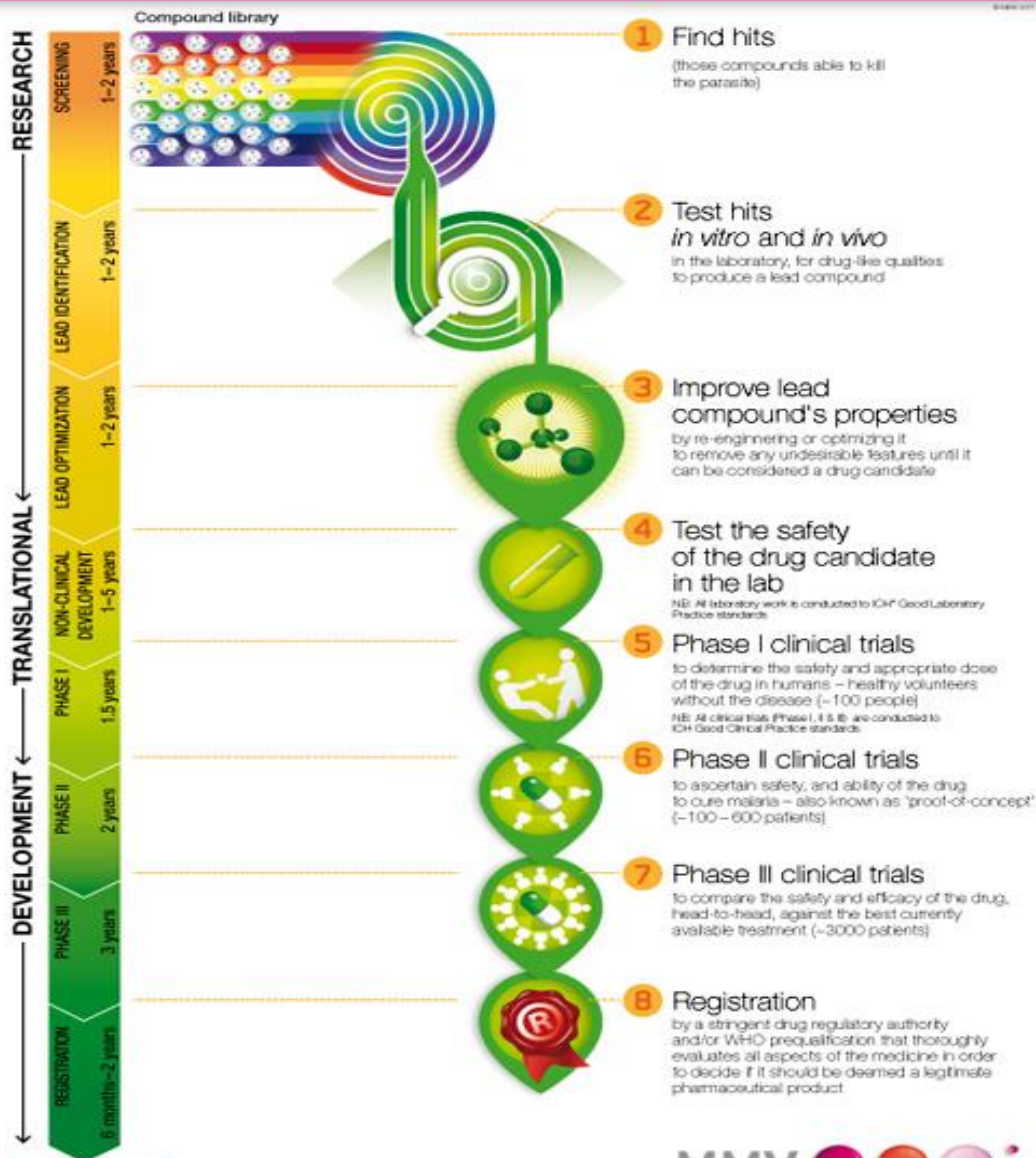 Compound library
RESEARCH
TRANSLATIONAL
DEVELOPMENT
SCREENING
1–2 years
LEAD IDENTIFICATION
1–2 years
LEAD OPTIMIZATION
1–2 years
NON-CLINICAL
DEVELOPMENT
1–5 years
PHASE I
1.5 years
PHASE II
2 years
PHASE III
3 years
REGISTRATION
6 months–2 years
1 Find hits
(those compounds able to kill
the parasite)
2 Test hits
in vitro and in vivo
in the laboratory, for drug-like qualities
to produce a lead compound
3 Improve lead
compound's properties
by re-enginnering or optimizing it
to remove any undesirable features until it
can be considered a drug candidate
4 Test the safety
of the drug candidate
in the lab
NB: All laboratory work is conducted to ICH* Good Laboratory
Practice standards
5 Phase I clinical trials
to determine the safety and appropriate dose
of the drug in humans – healthy volunteers
without the disease (~100 people)
NB: All clinical trials (Phase I, II & III) are conducted to
ICH Good Clinical Practice standards
6 Phase II clinical trials
to ascertain safety, and ability of the drug
to cure malaria – also known as 'proof-of-concept'
(~100 – 600 patients)
7 Phase III clinical trials
to compare the safety and efficacy of the drug,
head-to-head, against the best currently
available treatment (~3000 patients)
8 Registration
by a stringent drug regulatory authority
and/or WHO prequalification that thoroughly
evaluates all aspects of the medicine in order
to decide if it should be deemed a legitimate
pharmaceutical product
R
MMV